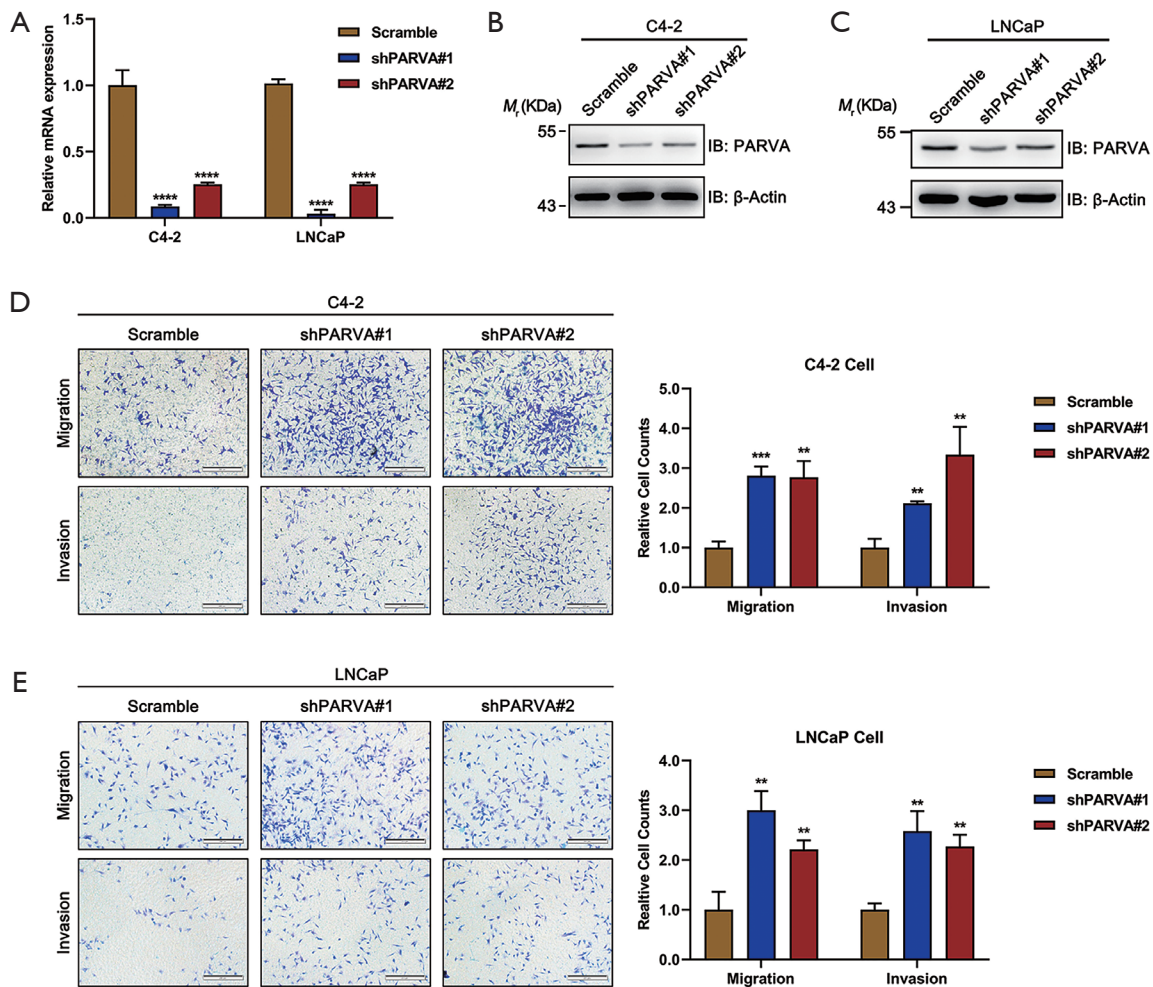 A
Relative mRNA expression
1.5
1.0
0.5
0.0
C4-2
LNCaP
****
****
****
****
Scramble
shPARVA#1
shPARVA#2
B
C4-2
Scramble
shPARVA#1
shPARVA#2
Mr (KDa)
55
43
IB: PARVA
IB: β-Actin
C
LNCaP
Scramble
shPARVA#1
shPARVA#2
Mr (KDa)
55
43
IB: PARVA
IB: β-Actin
D
C4-2
Scramble
shPARVA#1
shPARVA#2
Migration
Invasion
C4-2 Cell
Realtive Cell Counts
5.0
4.0
3.0
2.0
1.0
0.0
***
**
**
**
Migration
Invasion
Scramble
shPARVA#1
shPARVA#2
E
LNCaP
Scramble
shPARVA#1
shPARVA#2
Migration
Invasion
LNCaP Cell
Realtive Cell Counts
4.0
3.0
2.0
1.0
0.0
**
**
**
**
Migration
Invasion
Scramble
shPARVA#1
shPARVA#2